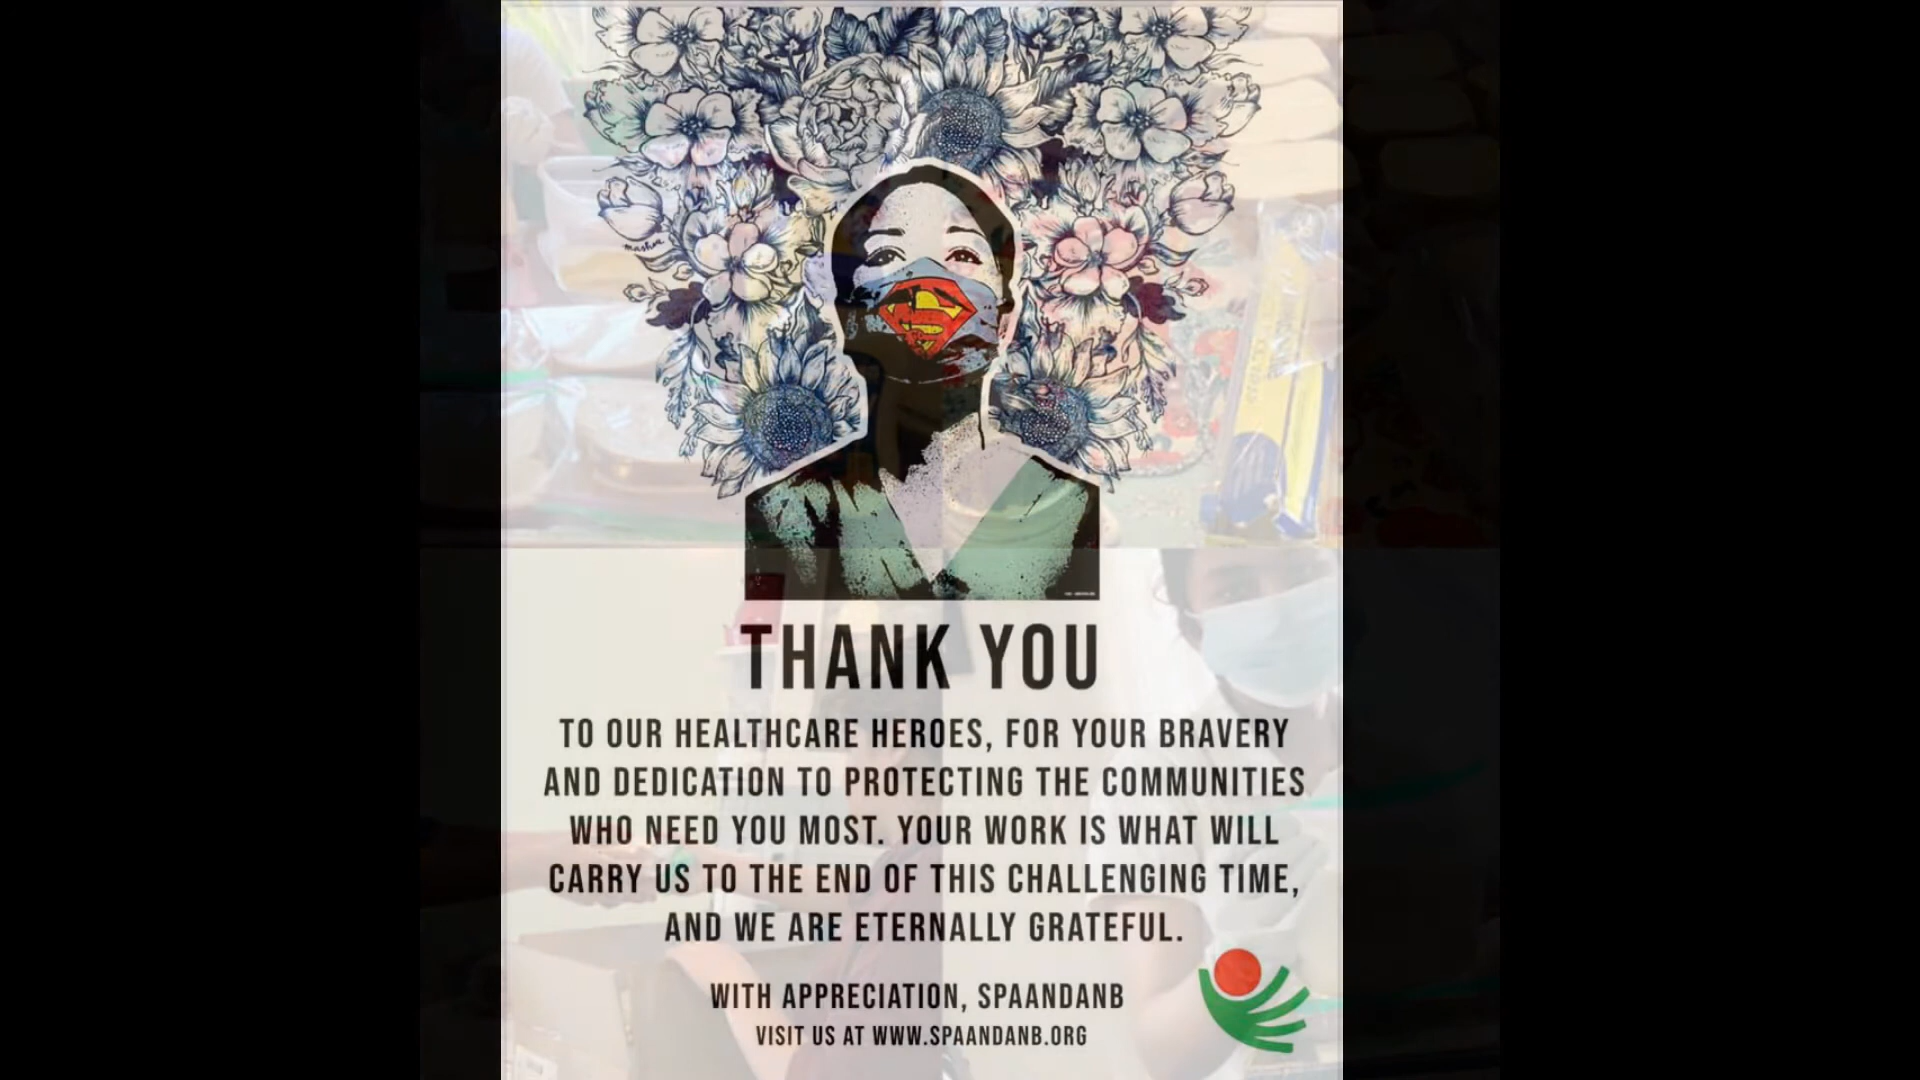 mashoe
THANK YOU
TO OUR HEALTHCARE HEROES, FOR YOUR BRAVERY
AND DEDICATION TO PROTECTING THE COMMUNITIES
WHO NEED YOU MOST. YOUR WORK IS WHAT WILL
CARRY US TO THE END OF THIS CHALLENGING TIME,
AND WE ARE ETERNALLY GRATEFUL.
WITH APPRECIATION, SPAANDANB
VISIT US AT WWW.SPAANDANB.ORG